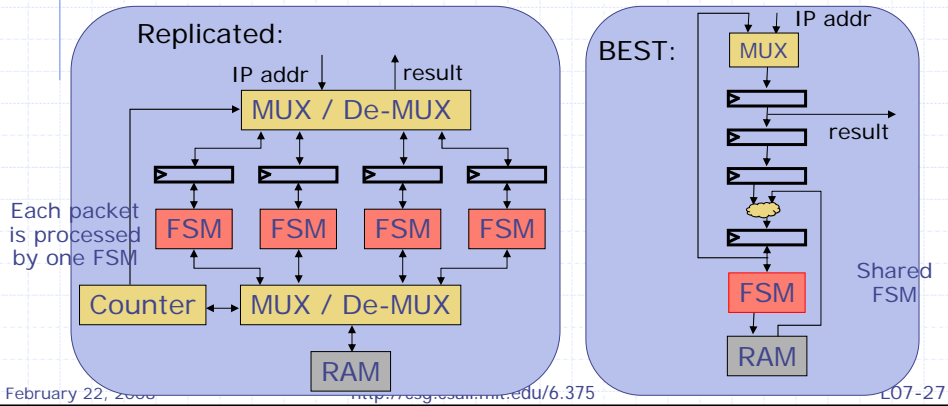 Replicated:
IP addr
result
MUX / De-MUX
Each packet
is processed
by one FSM
FSM
FSM
FSM
FSM
Counter
MUX / De-MUX
RAM
BEST:
IP addr
MUX
result
FSM
Shared
FSM
RAM
February 22,
L07-27